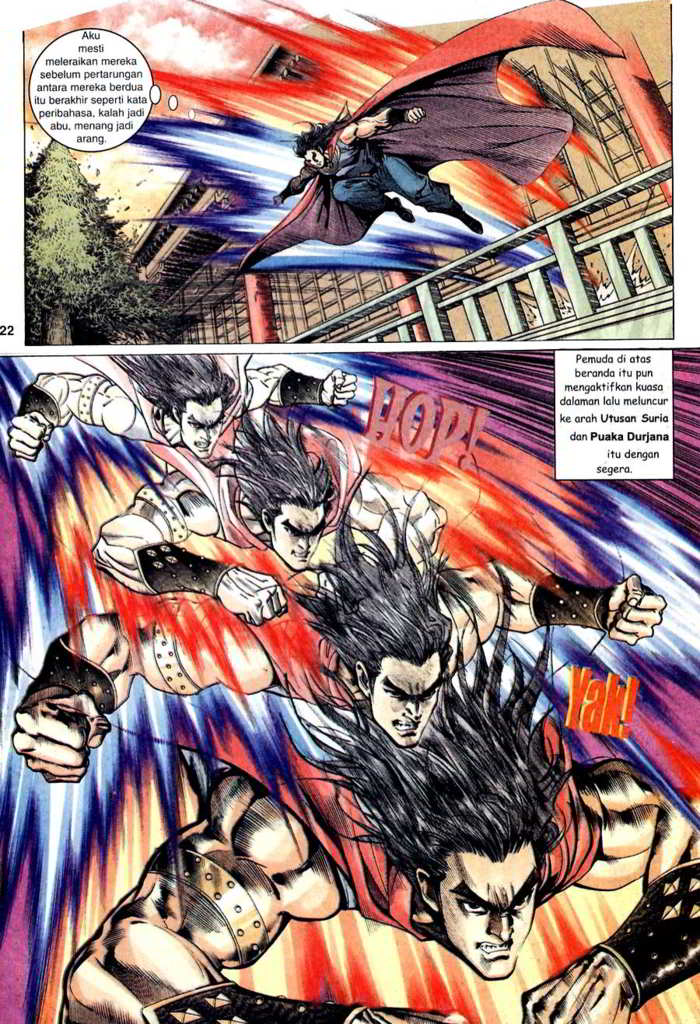 Aku
mesti
meleraikan mereka
sebelum pertarungan
antara mereka berdua
itu berakhir seperti kata
peribahasa, kalah jadi
abu, menang jadi
arang.
22
Pemuda di atas
beranda itu pun
mengaktifkan kuasa
dalaman lalu meluncur
ke arah Utusan Suria
dan Puaka Durjana
itu dengan
segera.
HOP!
Yak!